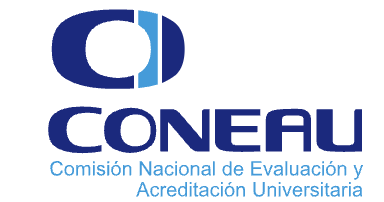 CONEAU
Comisión Nacional de Evaluación y
Acreditación Universitaria